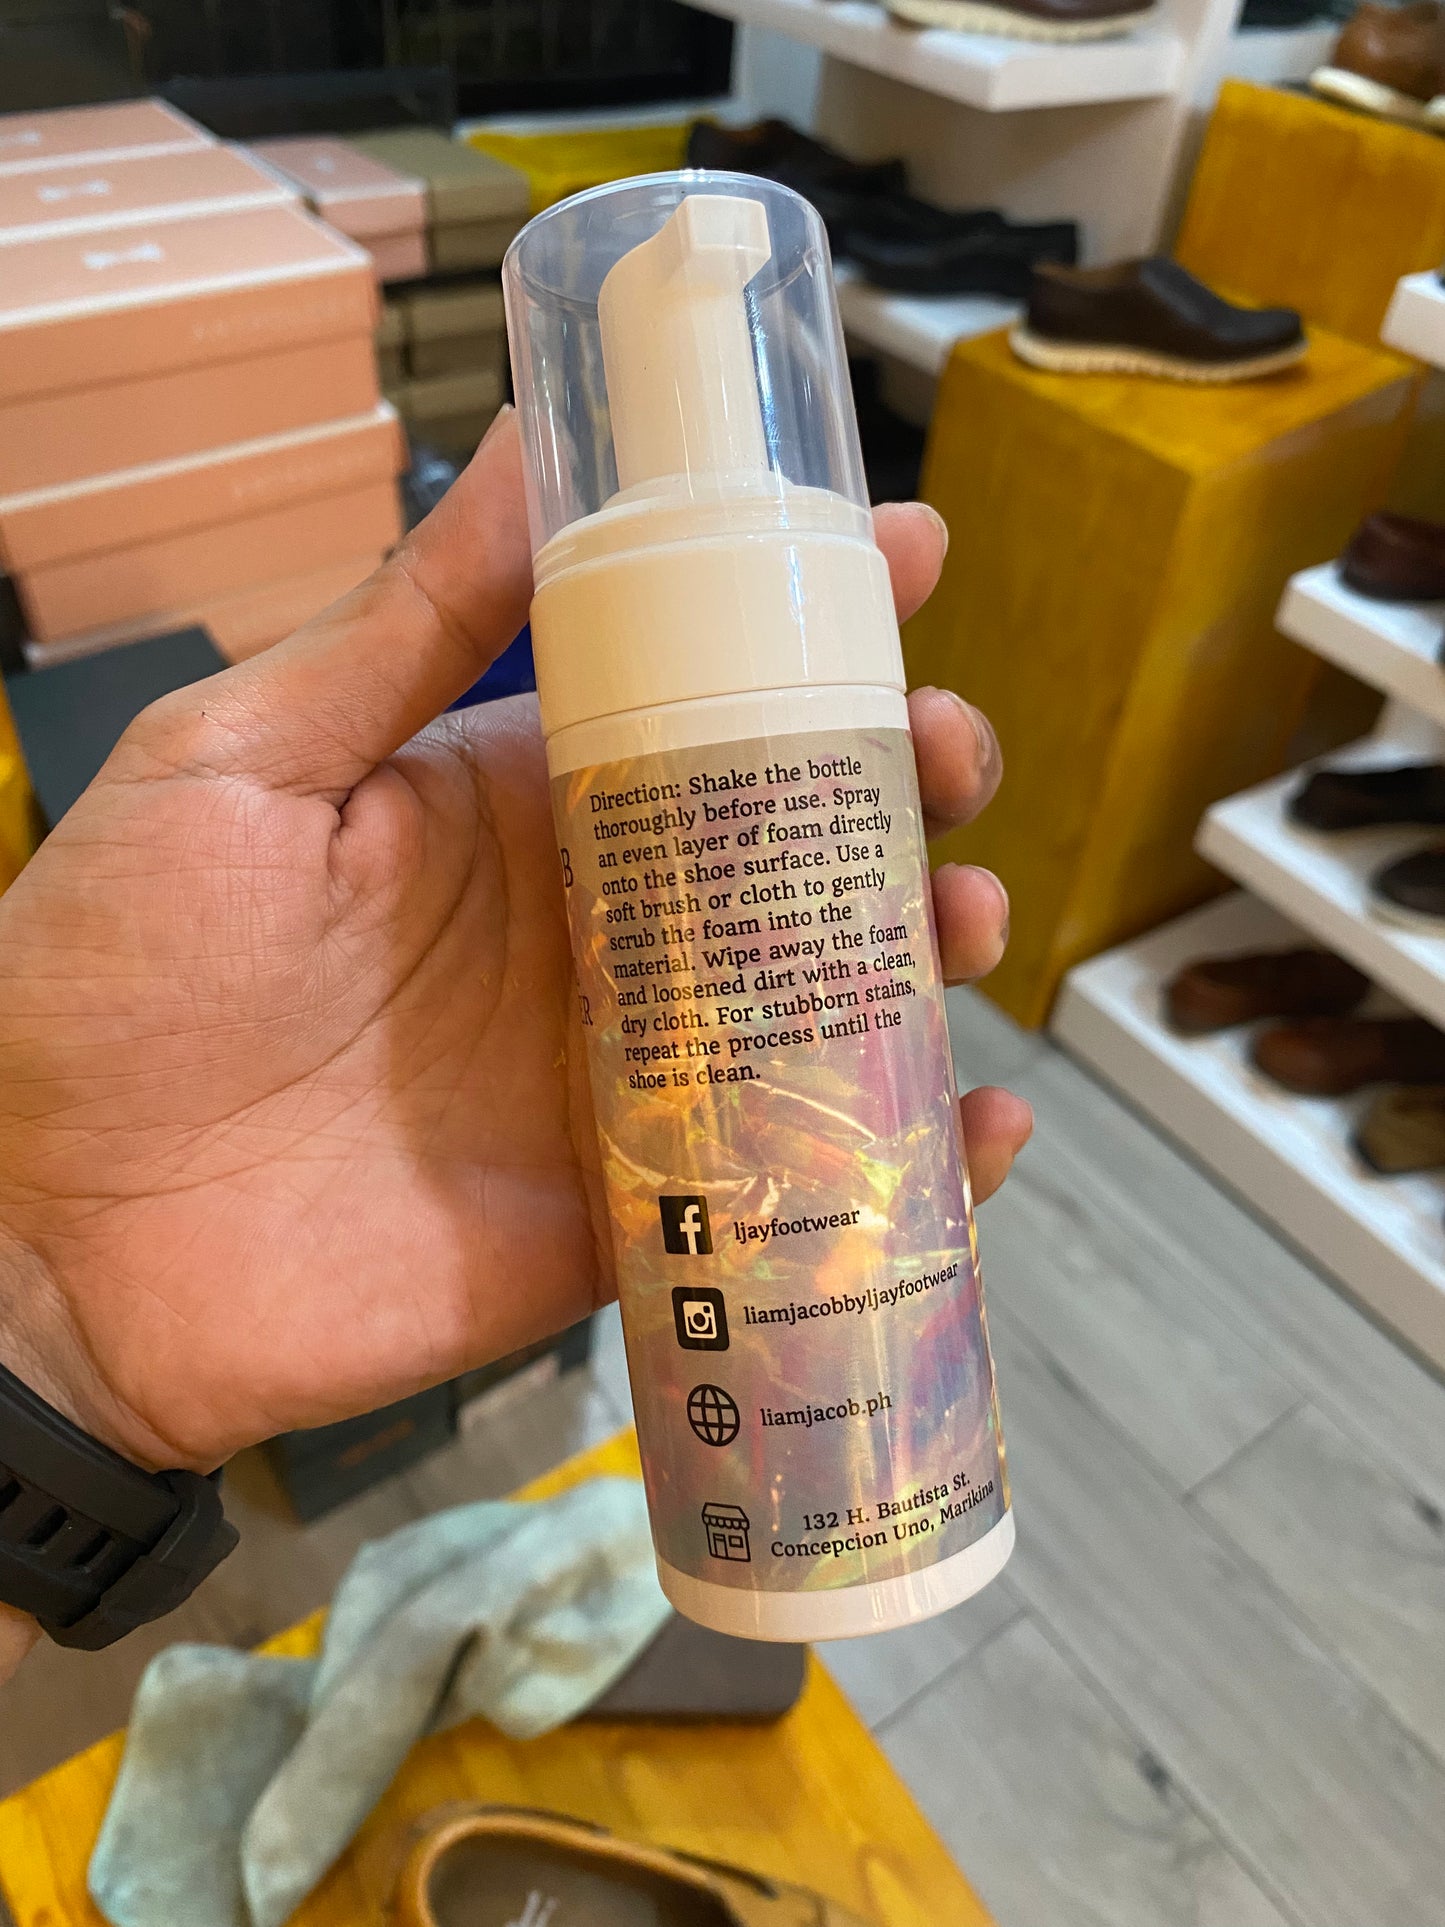 Direction: Shake the bottle
thoroughly before use. Spray
an even layer of foam directly
onto the shoe surface. Use a
soft brush or cloth to gently
scrub the foam into the
material. Wipe away the foam
and loosened dirt with a clean,
dry cloth. For stubborn stains,
repeat the process until the
shoe is clean.
B
ER
ljayfootwear
liamjacobbyljayfootwear
liamjacob.ph
132 H. Bautista St.
Concepcion Uno, Marikina